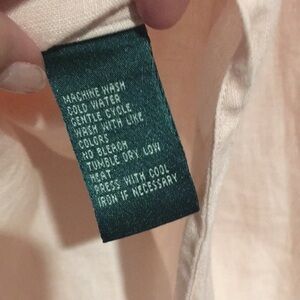 MACHINE WASH
COLD WATER
GENTLE CYCLE
WASH WITH LIKE
COLORS
NO BLEACH
TUMBLE DRY, LOW
HEAT
PRESS WITH COOL
IRON IF NECESSARY